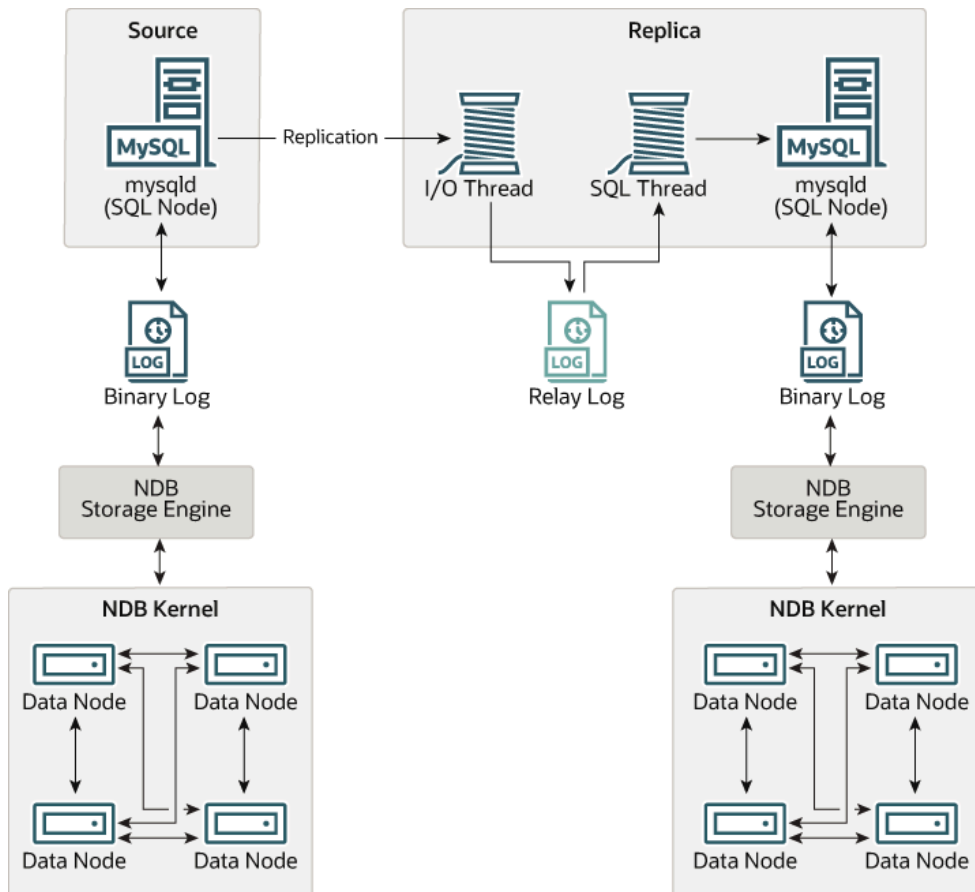 Source
MySQL
mysqld
(SQL Node)
Replication
Replica
I/O Thread
SQL Thread
MySQL
mysqld
(SQL Node)
LOG
Binary Log
LOG
Relay Log
LOG
Binary Log
NDB
Storage Engine
NDB
Storage Engine
NDB Kernel
Data Node
Data Node
Data Node
Data Node
NDB Kernel
Data Node
Data Node
Data Node
Data Node